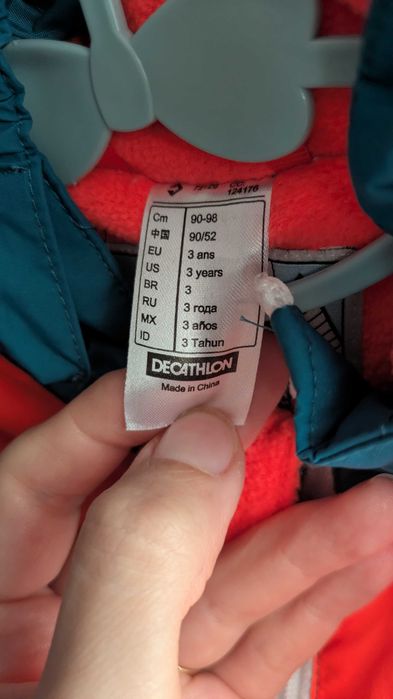 124176
Cm 90-98
中国 90/52
EU 3 ans
US 3 years
BR 3
RU 3 года
MX 3 años
ID 3 Tahun
DECATHLON
Made in China